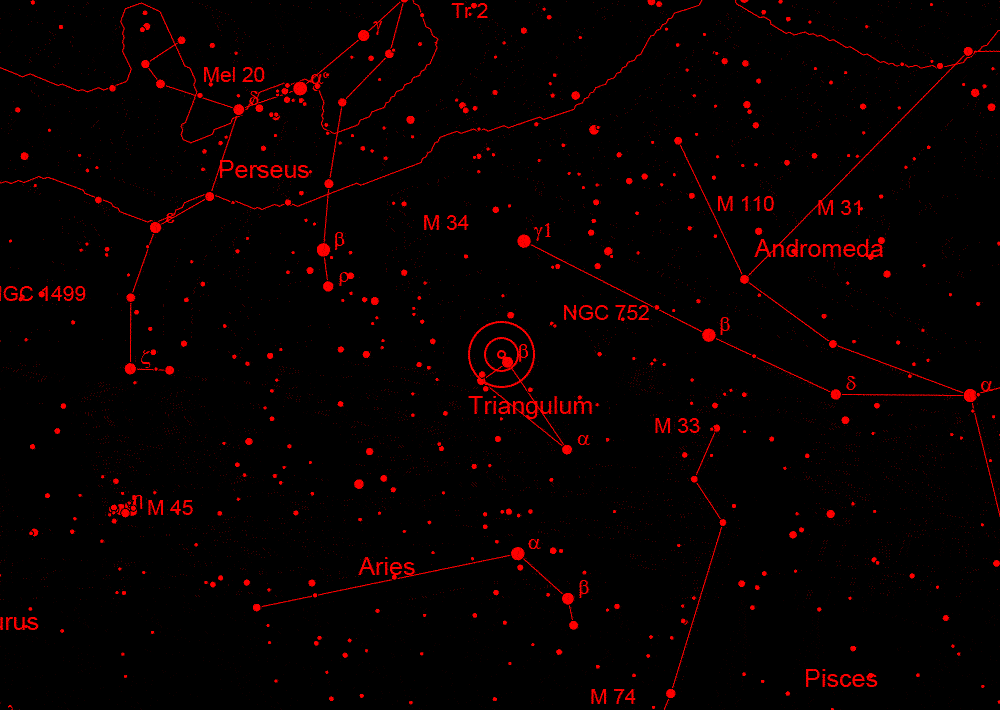 Tr 2
γ
Mel 20
α
δ
Perseus
M 110
M 31
ε
M 34
γ1
β
Andromeda
ρ
NGC 1499
NGC 752
β
β
ζ
δ
α
Triangulum
M 33
α
η
M 45
α
Aries
β
urus
Pisces
M 74